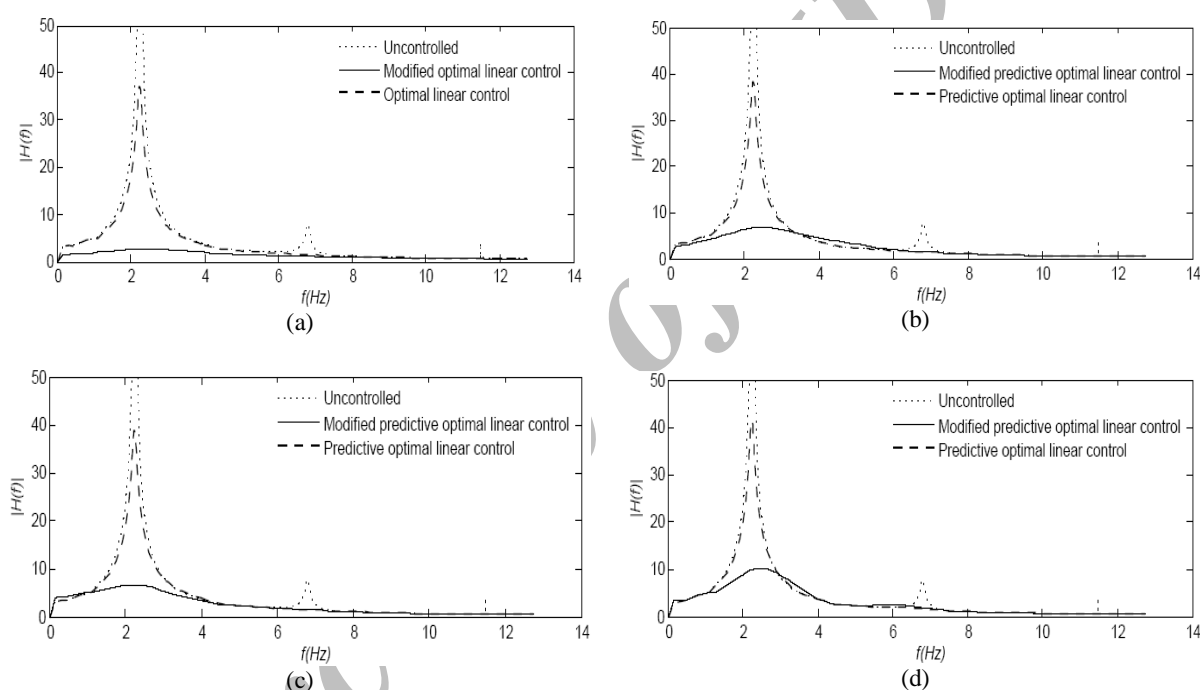 50
40
30
20
10
0
|H(f)|
Uncontrolled
Modified optimal linear control
Optimal linear control
0 2 4 6 8 10 12 14
f(Hz)
(a)
50
40
30
20
10
0
|H(f)|
Uncontrolled
Modified predictive optimal linear control
Predictive optimal linear control
0 2 4 6 8 10 12 14
f(Hz)
(b)
50
40
30
20
10
0
|H(f)|
Uncontrolled
Modified predictive optimal linear control
Predictive optimal linear control
0 2 4 6 8 10 12 14
f(Hz)
(c)
50
40
30
20
10
0
|H(f)|
Uncontrolled
Modified predictive optimal linear control
Predictive optimal linear control
0 2 4 6 8 10 12 14
f(Hz)
(d)